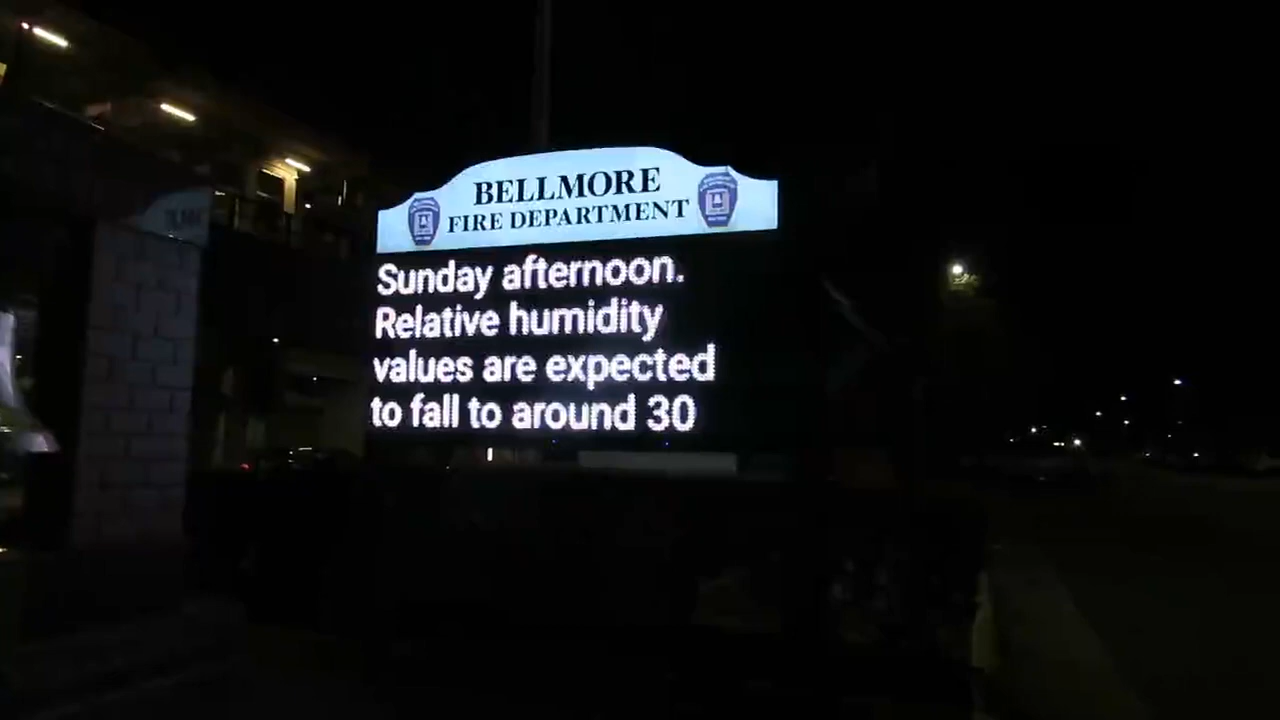 BELLMORE
FIRE DEPARTMENT
Sunday afternoon.
Relative humidity
values are expected
to fall to around 30